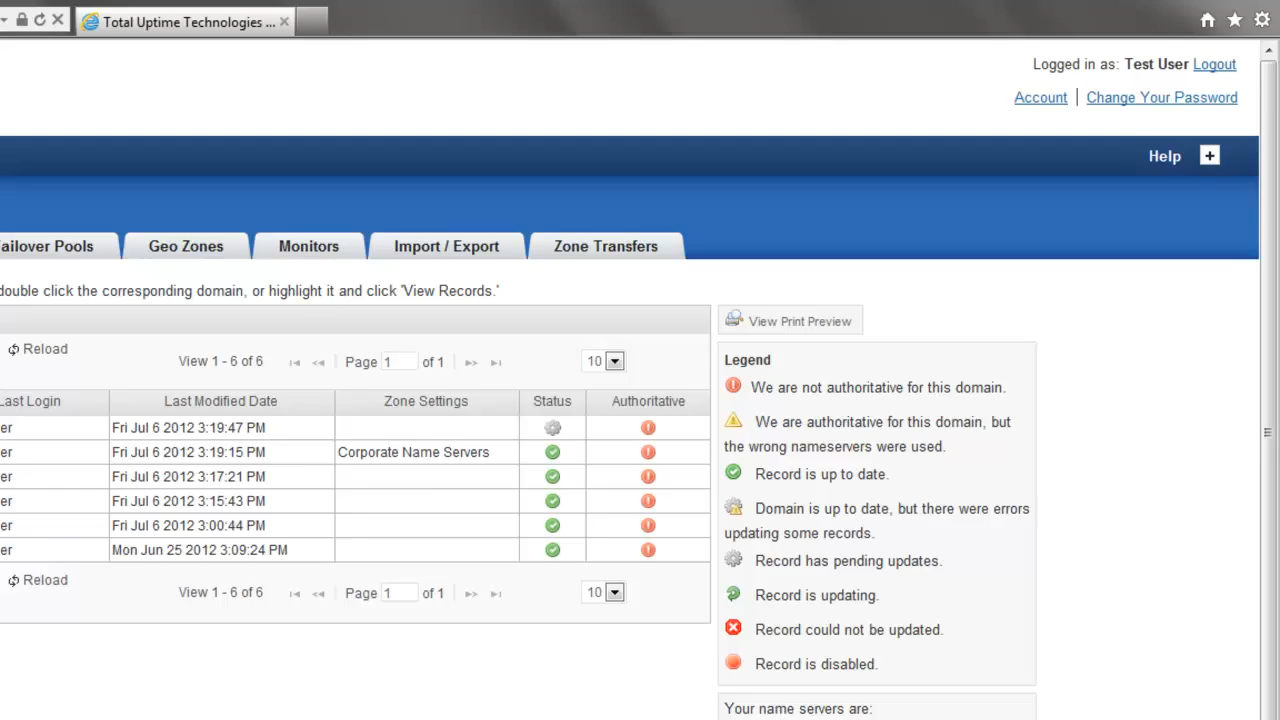 Total Uptime Technologies ...
Logged in as: Test User Logout
Account | Change Your Password
Help +
ailover Pools Geo Zones Monitors Import / Export Zone Transfers
double click the corresponding domain, or highlight it and click 'View Records.'
View Print Preview
Reload View 1 - 6 of 6 Page 1 of 1 10
Last Login Last Modified Date Zone Settings Status Authoritative
er Fri Jul 6 2012 3:19:47 PM
er Fri Jul 6 2012 3:19:15 PM Corporate Name Servers
er Fri Jul 6 2012 3:17:21 PM
er Fri Jul 6 2012 3:15:43 PM
er Fri Jul 6 2012 3:00:44 PM
er Mon Jun 25 2012 3:09:24 PM
Reload View 1 - 6 of 6 Page 1 of 1 10
Legend
We are not authoritative for this domain.
We are authoritative for this domain, but
the wrong nameservers were used.
Record is up to date.
Domain is up to date, but there were errors
updating some records.
Record has pending updates.
Record is updating.
Record could not be updated.
Record is disabled.
Your name servers are: